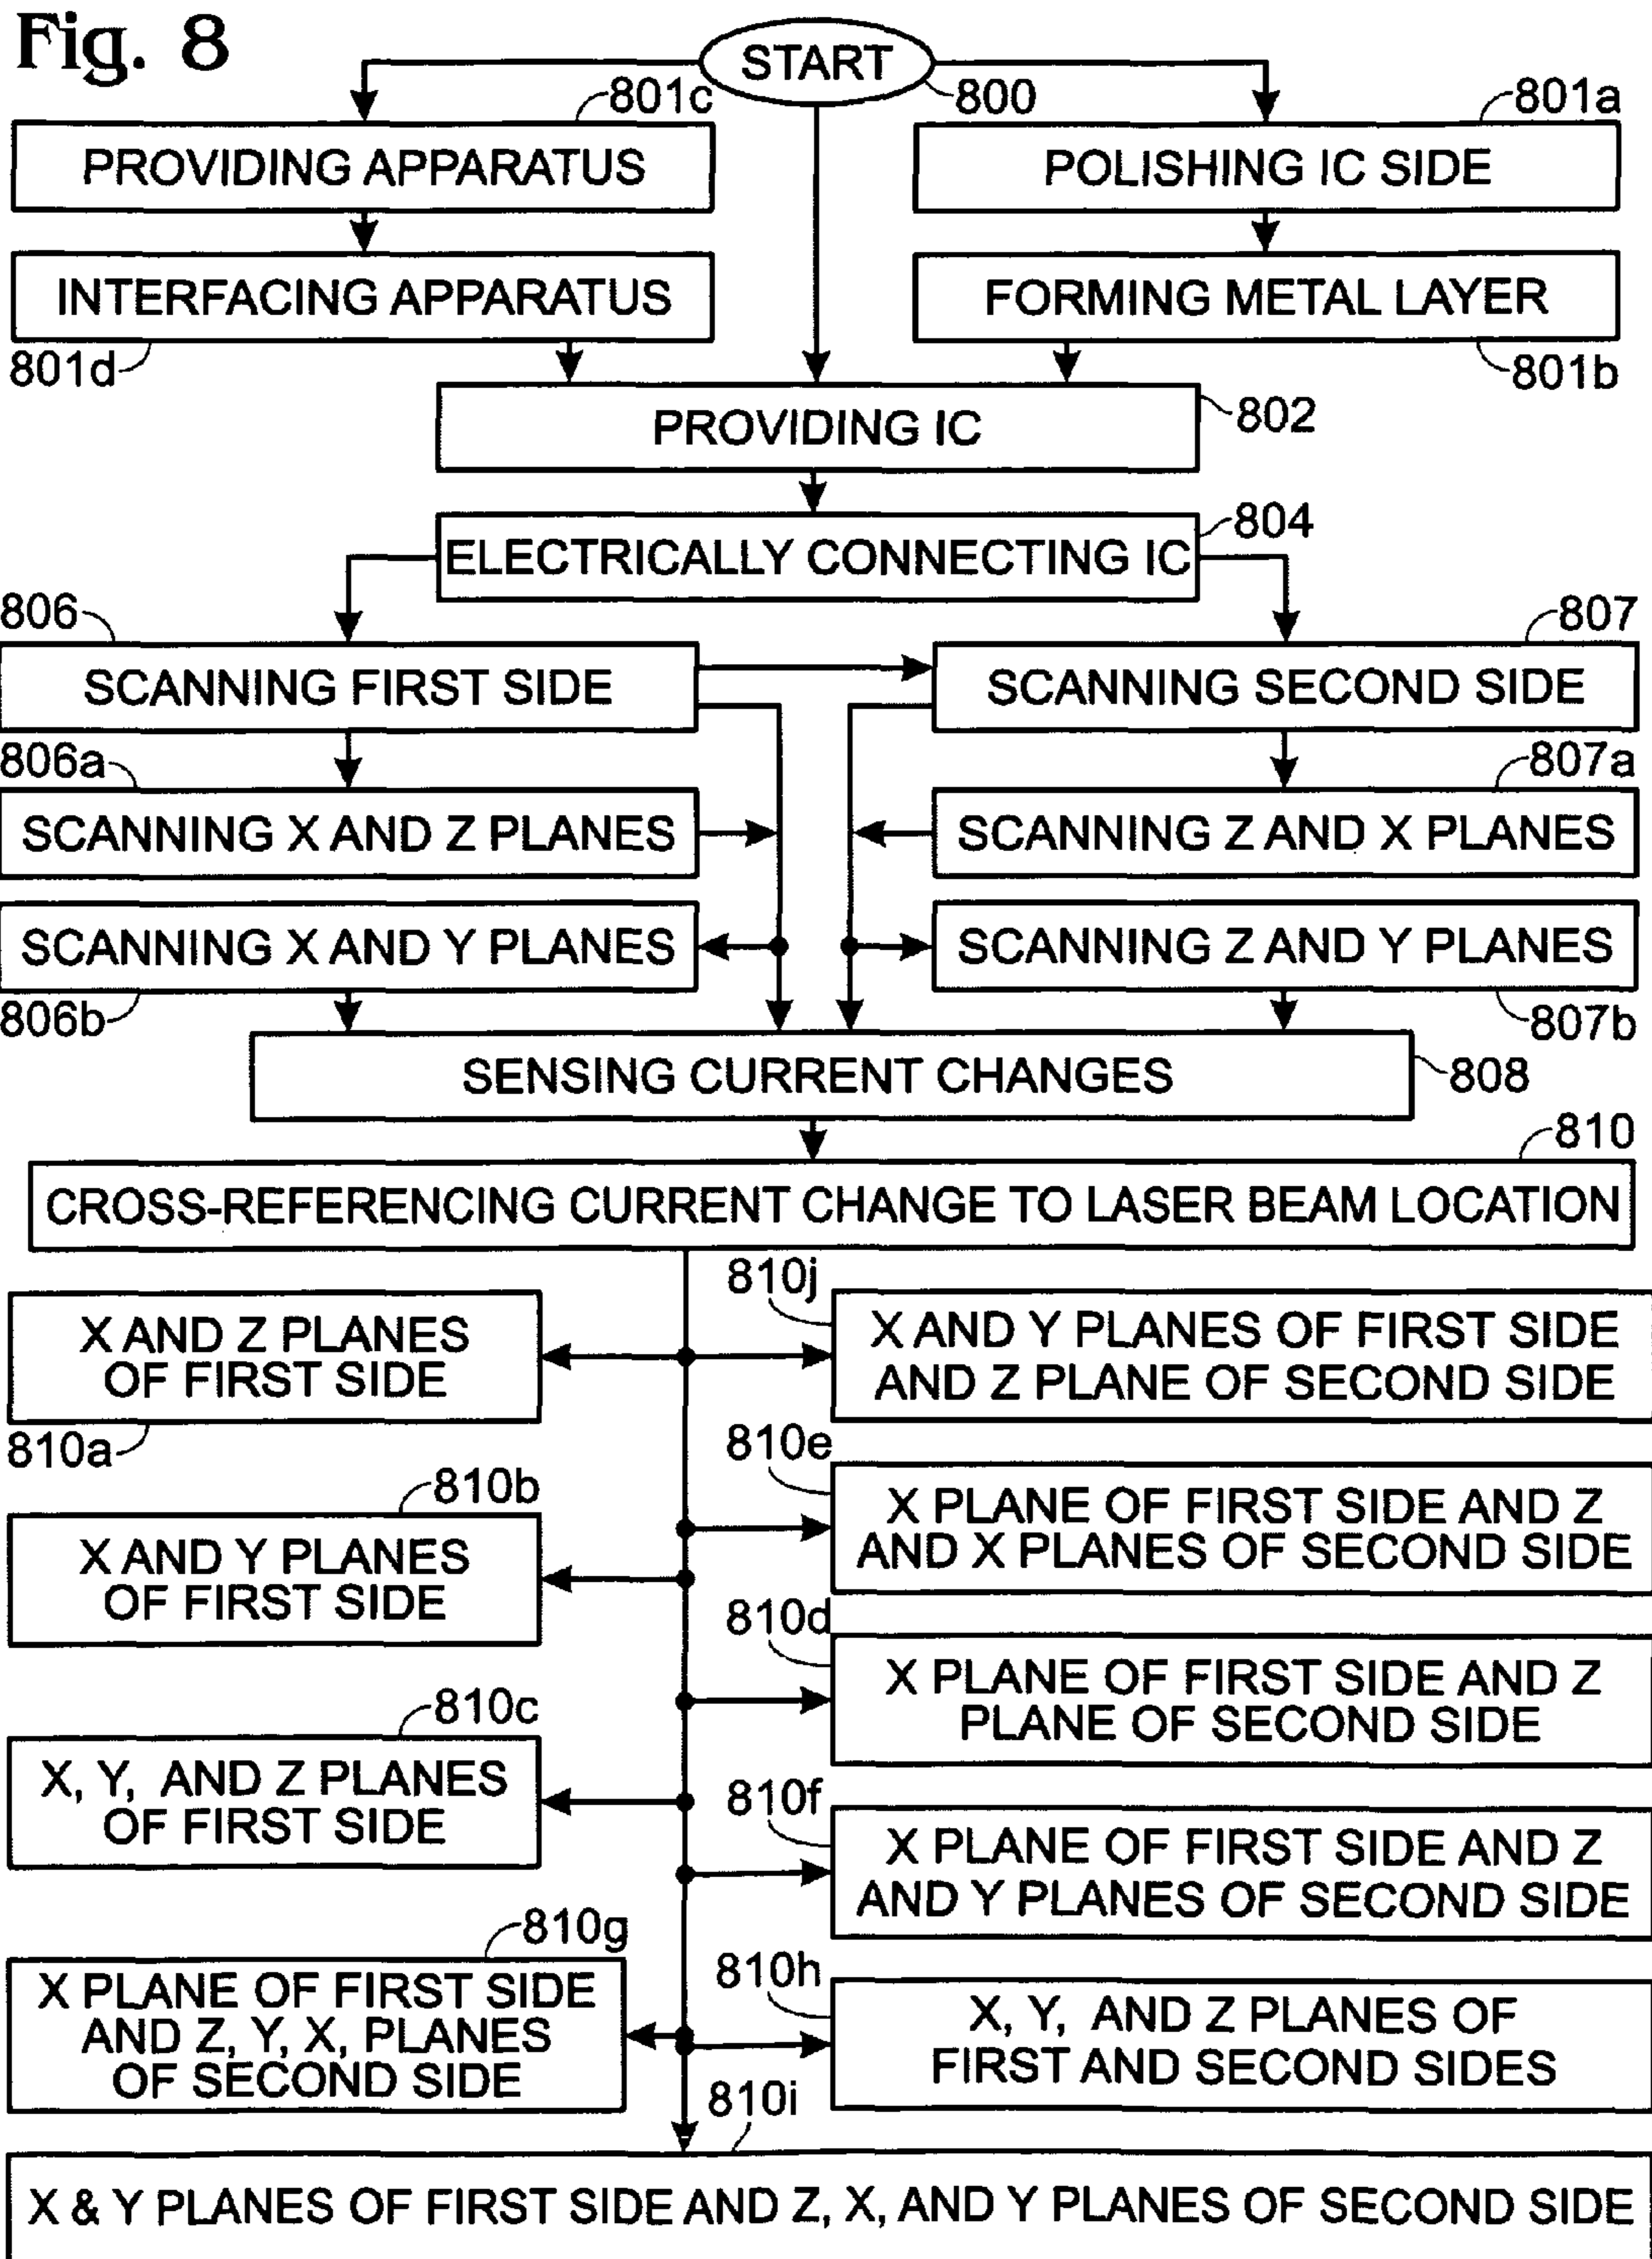 Fig. 8
START
800
801c
801a
PROVIDING APPARATUS
POLISHING IC SIDE
INTERFACING APPARATUS
FORMING METAL LAYER
801d
801b
PROVIDING IC
802
804
ELECTRICALLY CONNECTING IC
806
807
SCANNING FIRST SIDE
SCANNING SECOND SIDE
806a
807a
SCANNING X AND Z PLANES
SCANNING Z AND X PLANES
SCANNING X AND Y PLANES
SCANNING Z AND Y PLANES
806b
807b
SENSING CURRENT CHANGES
808
810
CROSS-REFERENCING CURRENT CHANGE TO LASER BEAM LOCATION
810j
X AND Z PLANES
OF FIRST SIDE
X AND Y PLANES OF FIRST SIDE
AND Z PLANE OF SECOND SIDE
810a
810e
810b
X PLANE OF FIRST SIDE AND Z
AND X PLANES OF SECOND SIDE
X AND Y PLANES
OF FIRST SIDE
810d
X PLANE OF FIRST SIDE AND Z
PLANE OF SECOND SIDE
810c
X, Y, AND Z PLANES
OF FIRST SIDE
810f
X PLANE OF FIRST SIDE AND Z
AND Y PLANES OF SECOND SIDE
810g
X PLANE OF FIRST SIDE
AND Z, Y, X, PLANES
OF SECOND SIDE
810h
X, Y, AND Z PLANES OF
FIRST AND SECOND SIDES
810i
X & Y PLANES OF FIRST SIDE AND Z, X, AND Y PLANES OF SECOND SIDE